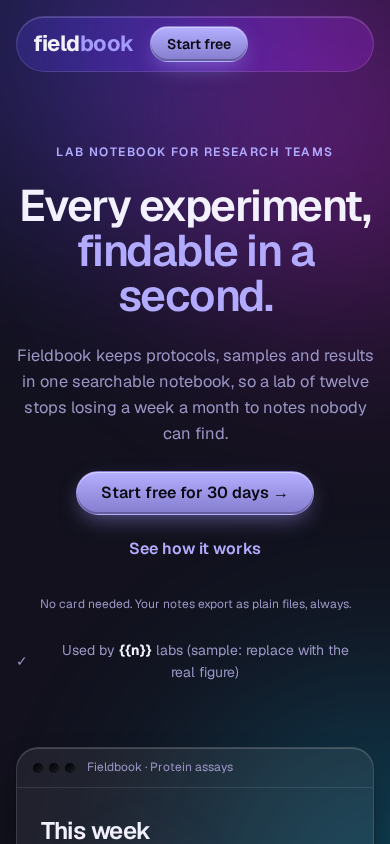 fieldbook
Start free
LAB NOTEBOOK FOR RESEARCH TEAMS
Every experiment,
findable in a
second.
Fieldbook keeps protocols, samples and results
in one searchable notebook, so a lab of twelve
stops losing a week a month to notes nobody
can find.
Start free for 30 days →
See how it works
No card needed. Your notes export as plain files, always.
✓ Used by {{n}} labs (sample: replace with the
real figure)
Fieldbook · Protein assays
This week